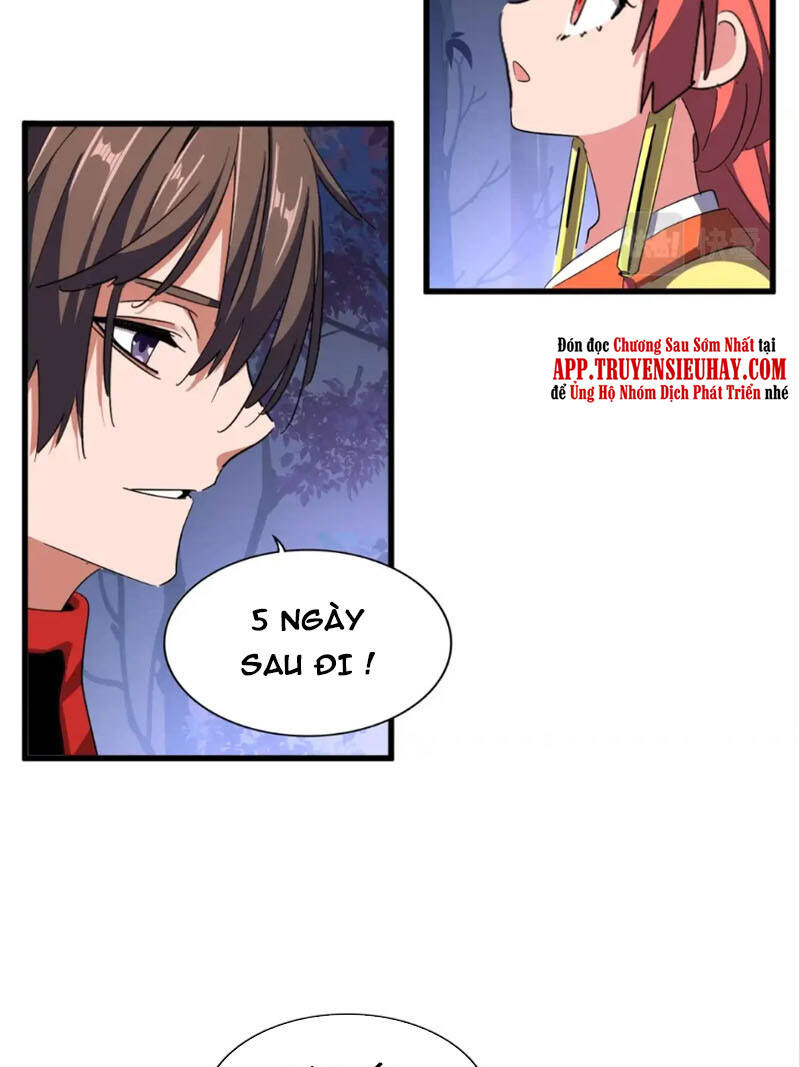 Đón đọc Chương Sau Sớm Nhất tại
APP.TRUYENSIEUHAY.COM
để Ủng Hộ Nhóm Dịch Phát Triển nhé
5 NGÀY
SAU ĐI !